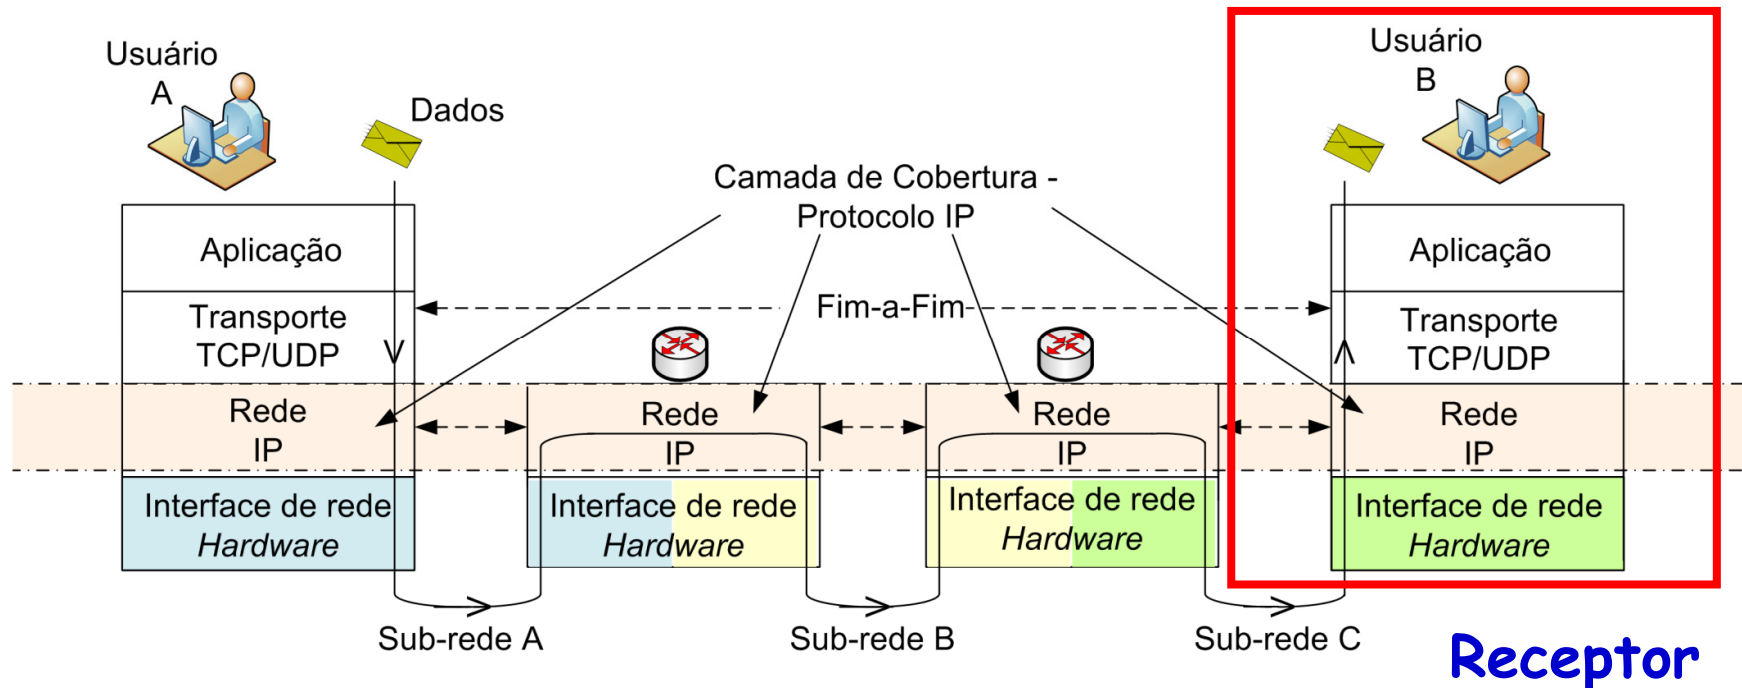 Usuário
A
Dados
Usuário
B
Camada de Cobertura -
Protocolo IP
Aplicação
Aplicação
Fim-a-Fim
Transporte
TCP/UDP
Transporte
TCP/UDP
Rede
IP
Rede
IP
Rede
IP
Rede
IP
Interface de rede
Hardware
Interface de rede
Hardware
Interface de rede
Hardware
Interface de rede
Hardware
Sub-rede A
Sub-rede B
Sub-rede C
Receptor